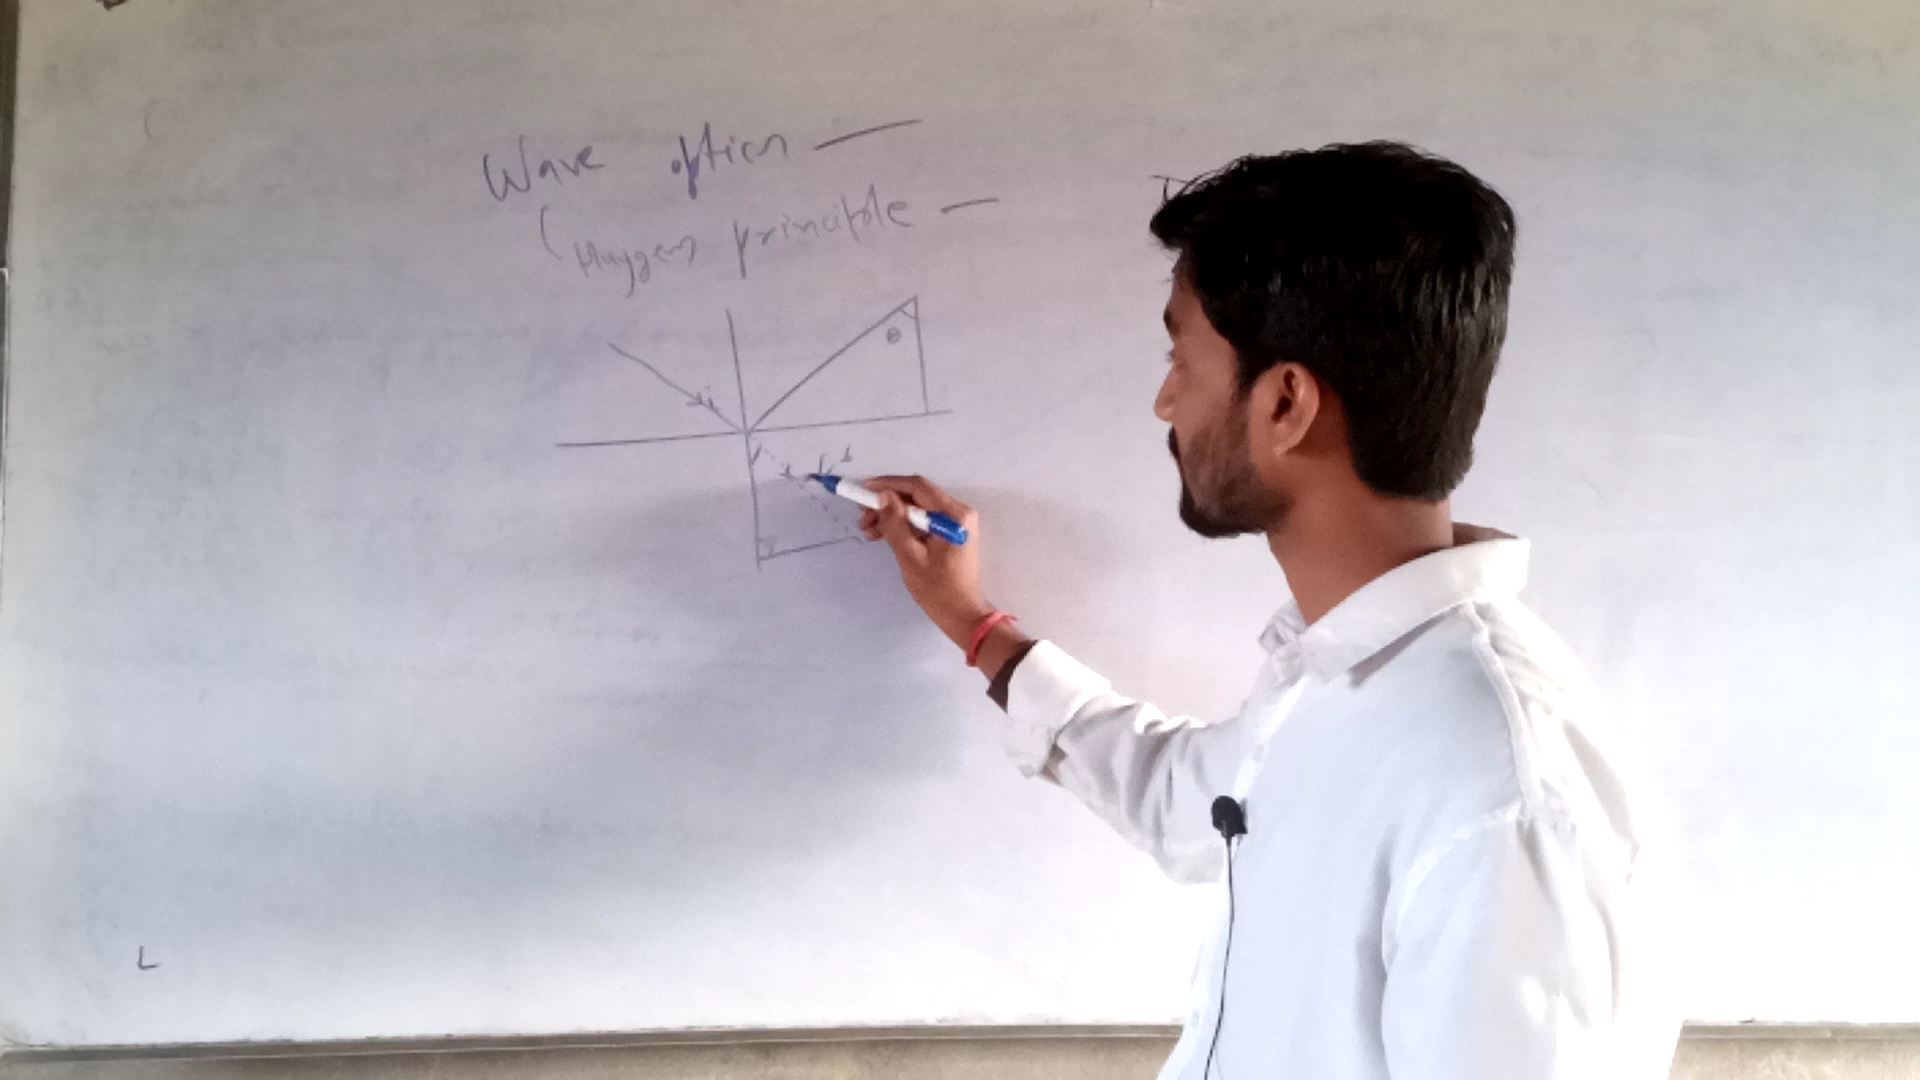 Wave optics —
(Huygens principle —
θ
L